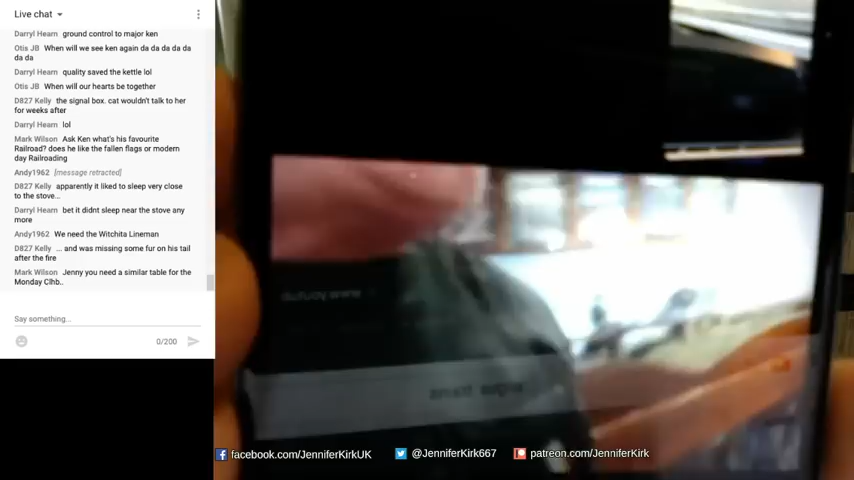 Live chat
Darryl Hearn ground control to major ken
Otis JB When will we see ken again da da da da
da da
Darryl Hearn quality saved the kettle lol
Otis JB When will our hearts be together
D827 Kelly the signal box. cat wouldn't talk to her
for weeks after
Darryl Hearn lol
Mark Wilson Ask Ken what's his favourite
Railroad? does he like the fallen flags or modern
day Railroading
Andy1962 [message retracted]
D827 Kelly apparently it liked to sleep very close
to the stove...
Darryl Hearn bet it didnt sleep near the stove any
more
Andy1962 We need the Witchita Lineman
D827 Kelly ... and was missing some fur on his tail
after the fire
Mark Wilson Jenny you need a similar table for the
Monday Clhb..
Say something...
0/200
facebook.com/JenniferKirkUK
@JenniferKirk667
patreon.com/JenniferKirk